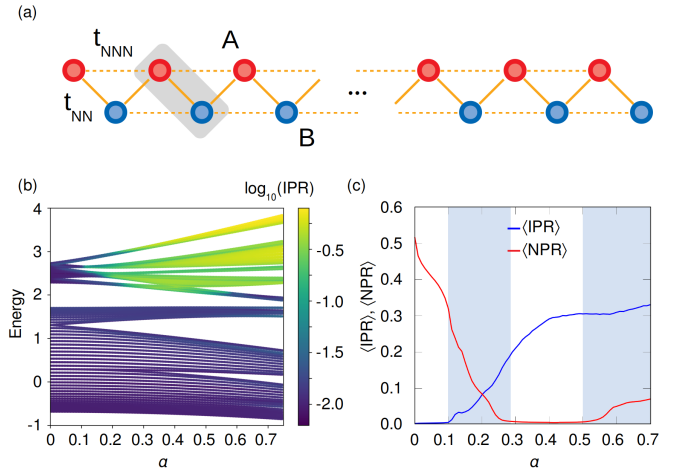 (a)
t_NNN
A
t_NN
...
B
(b)
log_10(IPR)
(c)
4
3
2
1
0
-1
Energy
0 0.1 0.2 0.3 0.4 0.5 0.6 0.7
α
-0.5
-1.0
-1.5
-2.0
0.6
0.5
0.4
0.3
0.2
0.1
0.0
⟨IPR⟩, ⟨NPR⟩
⟨IPR⟩
⟨NPR⟩
0 0.1 0.2 0.3 0.4 0.5 0.6 0.7
α